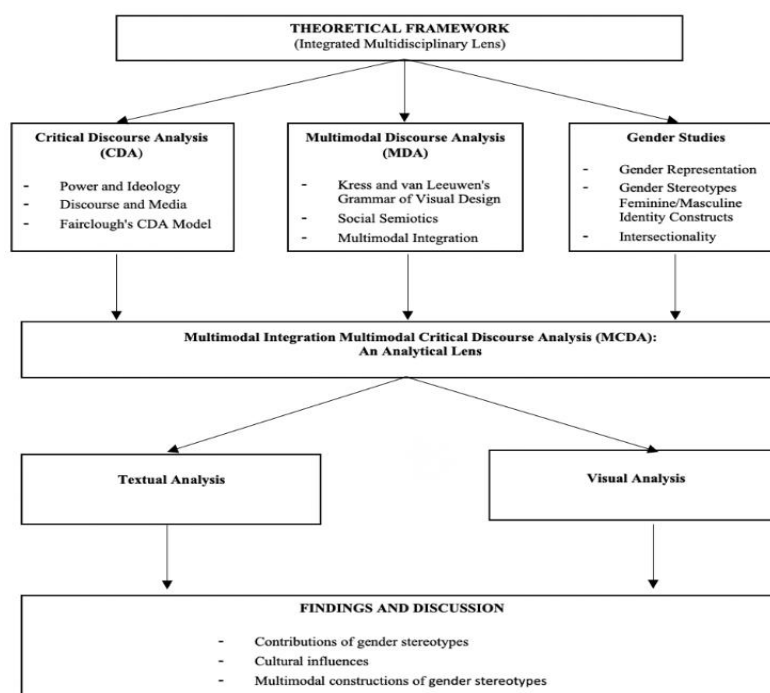 THEORETICAL FRAMEWORK
(Integrated Multidisciplinary Lens)
Critical Discourse Analysis
(CDA)
- Power and Ideology
- Discourse and Media
- Fairclough's CDA Model
Multimodal Discourse Analysis
(MDA)
- Kress and van Leeuwen's
Grammar of Visual Design
- Social Semiotics
- Multimodal Integration
Gender Studies
- Gender Representation
- Gender Stereotypes
Feminine/Masculine
Identity Constructs
- Intersectionality
Multimodal Integration Multimodal Critical Discourse Analysis (MCDA):
An Analytical Lens
Textual Analysis
Visual Analysis
FINDINGS AND DISCUSSION
- Contributions of gender stereotypes
- Cultural influences
- Multimodal constructions of gender stereotypes